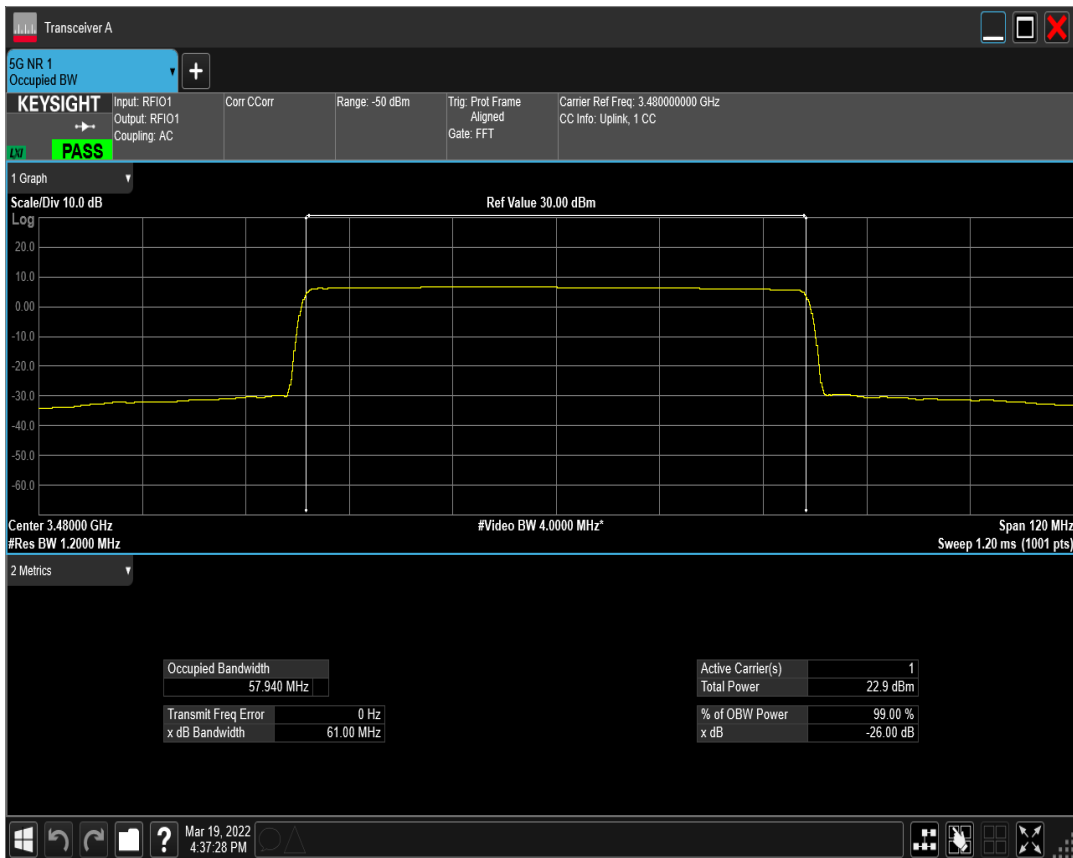 Transceiver A
5G NR 1
Occupied BW
KEYSIGHT
LXI
PASS
Input: RFIO1
Output: RFIO1
Coupling: AC
Corr CCorr
Range: -50 dBm
Trig: Prot Frame
Aligned
Gate: FFT
Carrier Ref Freq: 3.480000000 GHz
CC Info: Uplink, 1 CC
1 Graph
Scale/Div 10.0 dB
Ref Value 30.00 dBm
Log
20.0
10.0
0.00
-10.0
-20.0
-30.0
-40.0
-50.0
-60.0
Center 3.48000 GHz
#Video BW 4.0000 MHz*
Span 120 MHz
#Res BW 1.2000 MHz
Sweep 1.20 ms (1001 pts)
2 Metrics
Occupied Bandwidth
57.940 MHz
Transmit Freq Error 0 Hz
x dB Bandwidth 61.00 MHz
Active Carrier(s) 1
Total Power 22.9 dBm
% of OBW Power 99.00 %
x dB -26.00 dB
Mar 19, 2022
4:37:28 PM